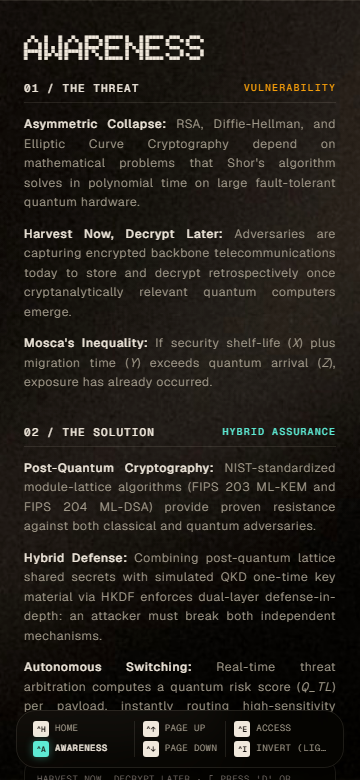 AWARENESS
01 / THE THREAT VULNERABILITY
Asymmetric Collapse: RSA, Diffie-Hellman, and
Elliptic Curve Cryptography depend on
mathematical problems that Shor's algorithm
solves in polynomial time on large fault-tolerant
quantum hardware.
Harvest Now, Decrypt Later: Adversaries are
capturing encrypted backbone telecommunications
today to store and decrypt retrospectively once
cryptanalytically relevant quantum computers
emerge.
Mosca's Inequality: If security shelf-life (X) plus
migration time (Y) exceeds quantum arrival (Z),
exposure has already occurred.
02 / THE SOLUTION HYBRID ASSURANCE
Post-Quantum Cryptography: NIST-standardized
module-lattice algorithms (FIPS 203 ML-KEM and
FIPS 204 ML-DSA) provide proven resistance
against both classical and quantum adversaries.
Hybrid Defense: Combining post-quantum lattice
shared secrets with simulated QKD one-time key
material via HKDF enforces dual-layer defense-in-
depth: an attacker must break both independent
mechanisms.
Autonomous Switching: Real-time threat
arbitration computes a quantum risk score (Q_TL)
per payload, instantly routing high-sensitivity
^H HOME ^↑ PAGE UP ^E ACCESS
^A AWARENESS ^↓ PAGE DOWN ^I INVERT (LIG…
HARVEST NOW, DECRYPT LATER · PRESS 'D' OR